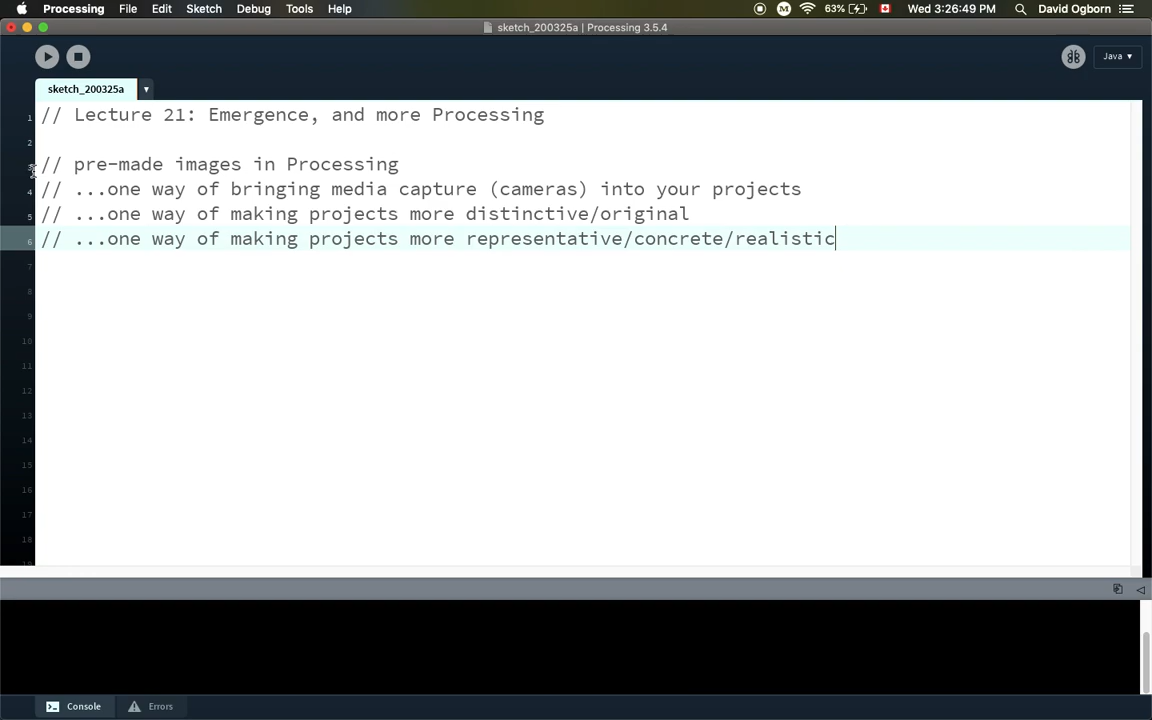 Processing File Edit Sketch Debug Tools Help M 63% Wed 3:26:49 PM David Ogborn
sketch_200325a | Processing 3.5.4
Java ▾
sketch_200325a ▾
1 // Lecture 21: Emergence, and more Processing
2
// pre-made images in Processing
4 // ...one way of bringing media capture (cameras) into your projects
5 // ...one way of making projects more distinctive/original
6 // ...one way of making projects more representative/concrete/realistic
7
8
9
10
11
12
13
14
15
16
17
18
Console Errors